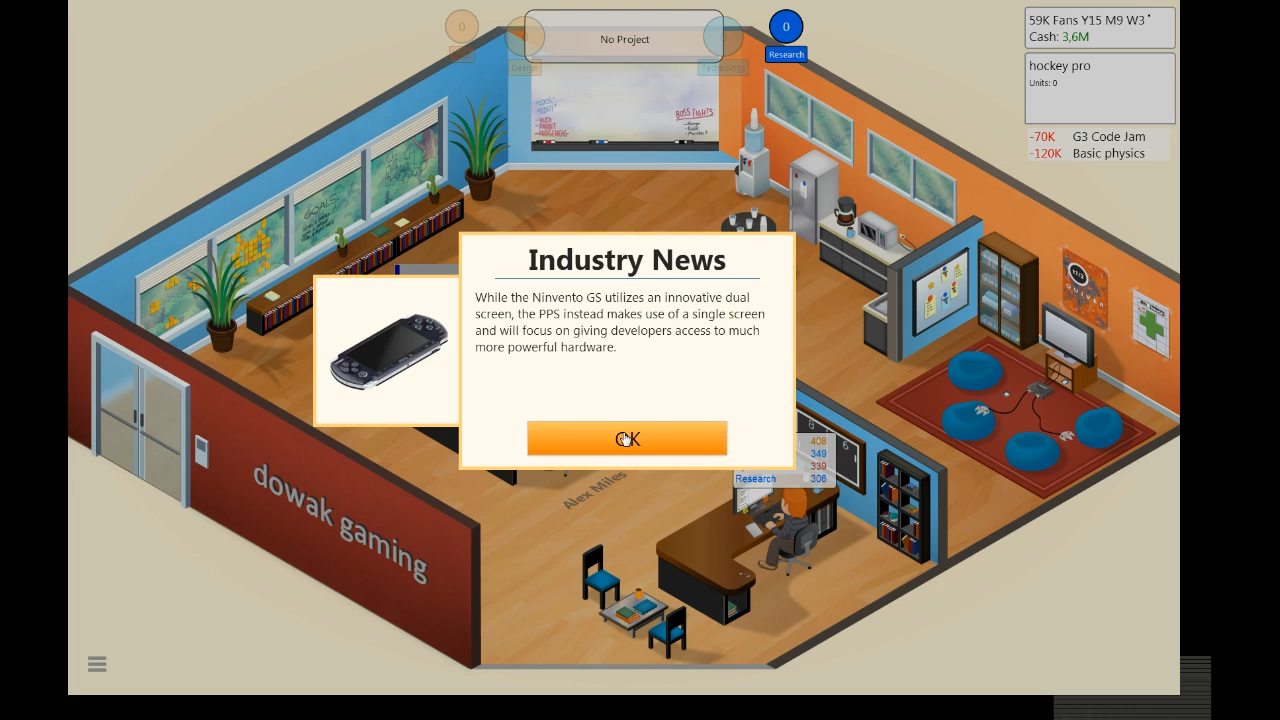 0
No Project
0
Research
Design
Technology
59K Fans Y15 M9 W3
Cash: 3,6M
hockey pro
Units: 0
-70K G3 Code Jam
-120K Basic physics
BOSS FIGHTS:
GOALS
Industry News
While the Ninvento GS utilizes an innovative dual
screen, the PPS instead makes use of a single screen
and will focus on giving developers access to much
more powerful hardware.
OK
408
349
339
Research 306
Alex Miles
dowak gaming